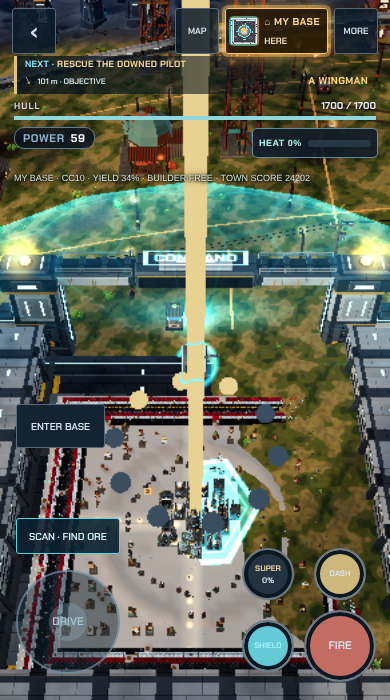 ‹
MAP
⌂ MY BASE
HERE
MORE
NEXT · RESCUE THE DOWNED PILOT
101 m · OBJECTIVE
A WINGMAN
HULL
1700 / 1700
POWER 59
HEAT 0%
MY BASE · CC10 · YIELD 34% · BUILDER FREE · TOWN SCORE 24202
COMMAND
ENTER BASE
SCAN · FIND ORE
SUPER
0%
DASH
DRIVE
SHIELD
FIRE